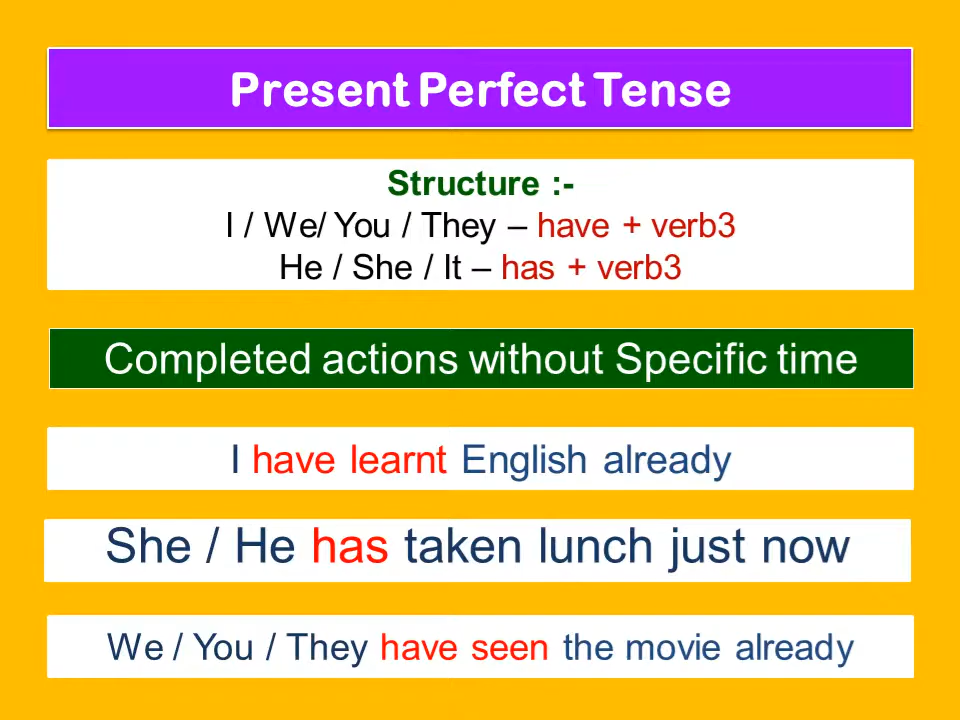 Present Perfect Tense
Structure :-
I / We/ You / They – have + verb3
He / She / It – has + verb3
Completed actions without Specific time
I have learnt English already
She / He has taken lunch just now
We / You / They have seen the movie already